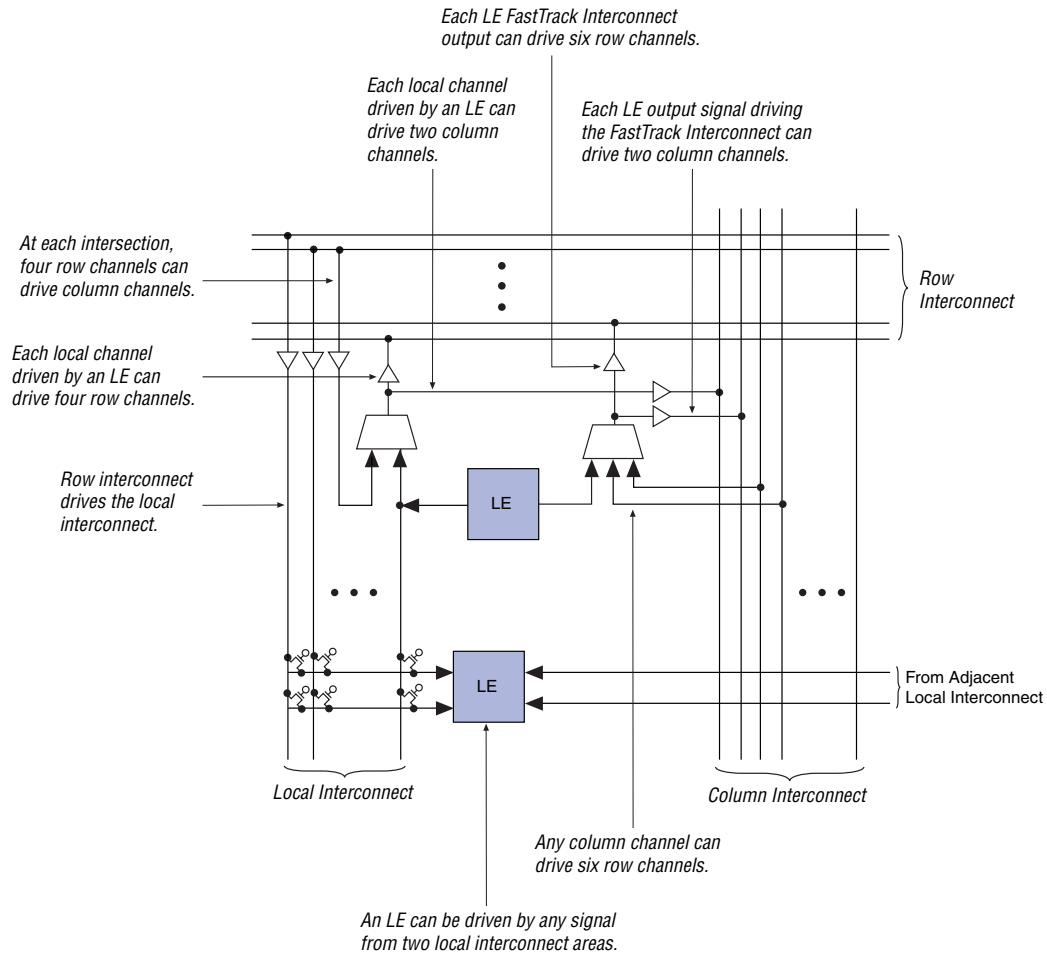 Each LE FastTrack Interconnect
output can drive six row channels.
Each local channel
driven by an LE can
drive two column
channels.
Each LE output signal driving
the FastTrack Interconnect can
drive two column channels.
At each intersection,
four row channels can
drive column channels.
Row
Interconnect
Each local channel
driven by an LE can
drive four row channels.
Row interconnect
drives the local
interconnect.
LE
LE
From Adjacent
Local Interconnect
Local Interconnect
Column Interconnect
Any column channel can
drive six row channels.
An LE can be driven by any signal
from two local interconnect areas.